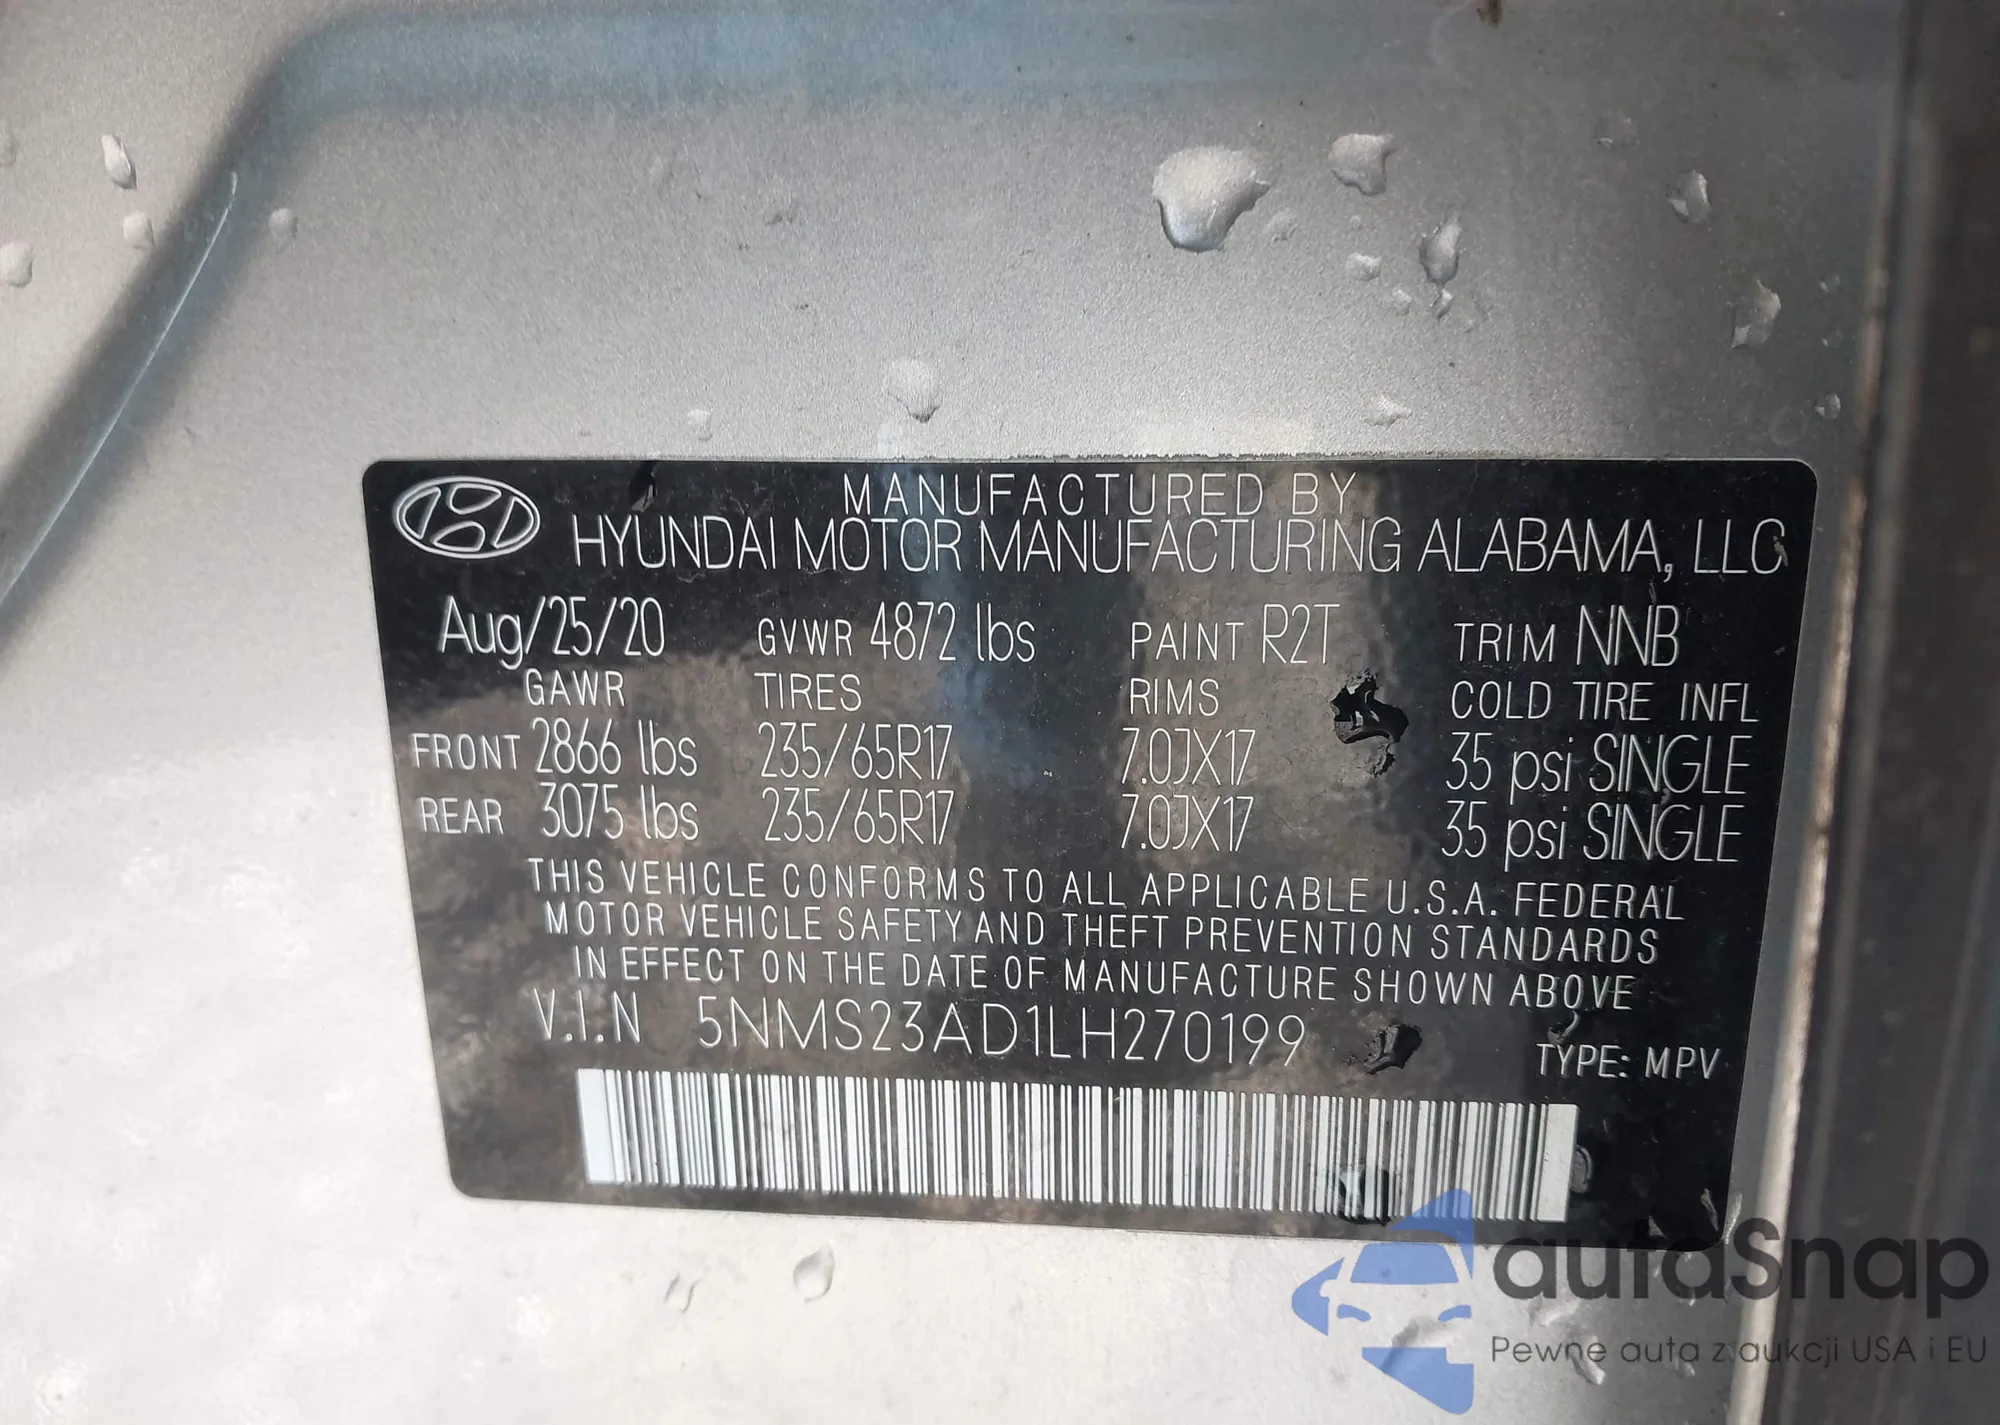 MANUFACTURED BY
HYUNDAI MOTOR MANUFACTURING ALABAMA, LLC
Aug/25/20 GVWR 4872 lbs PAINT R2T TRIM NNB
GAWR TIRES RIMS COLD TIRE INFL
FRONT 2866 lbs 235/65R17 7.0JX17 35 psi SINGLE
REAR 3075 lbs 235/65R17 7.0JX17 35 psi SINGLE
THIS VEHICLE CONFORMS TO ALL APPLICABLE U.S.A. FEDERAL
MOTOR VEHICLE SAFETY AND THEFT PREVENTION STANDARDS
IN EFFECT ON THE DATE OF MANUFACTURE SHOWN ABOVE
V.I.N 5NMS23AD1LH270199
TYPE: MPV
autaSnap
Pewne auta z aukcji USA i EU